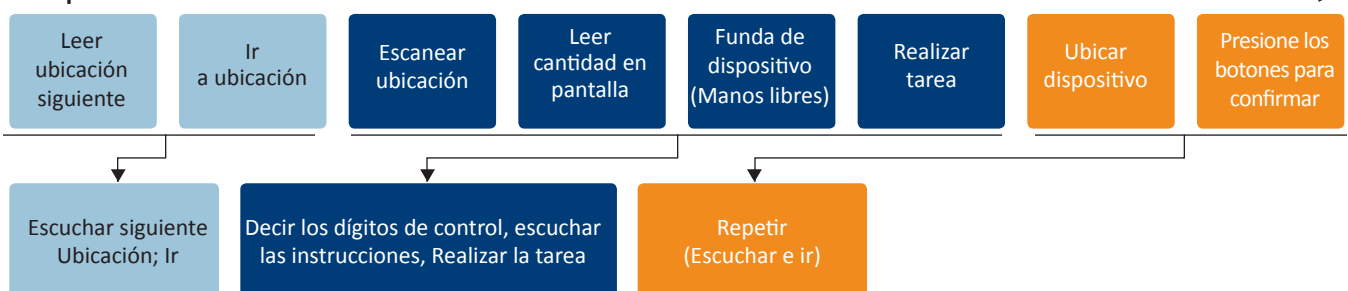 Leer
ubicación
siguiente
Ir
a ubicación
Escanear
ubicación
Leer
cantidad en
pantalla
Funda de
dispositivo
(Manos libres)
Realizar
tarea
Ubicar
dispositivo
Presione los
botones para
confirmar
Escuchar siguiente
Ubicación; Ir
Decir los dígitos de control, escuchar
las instrucciones, Realizar la tarea
Repetir
(Escuchar e ir)